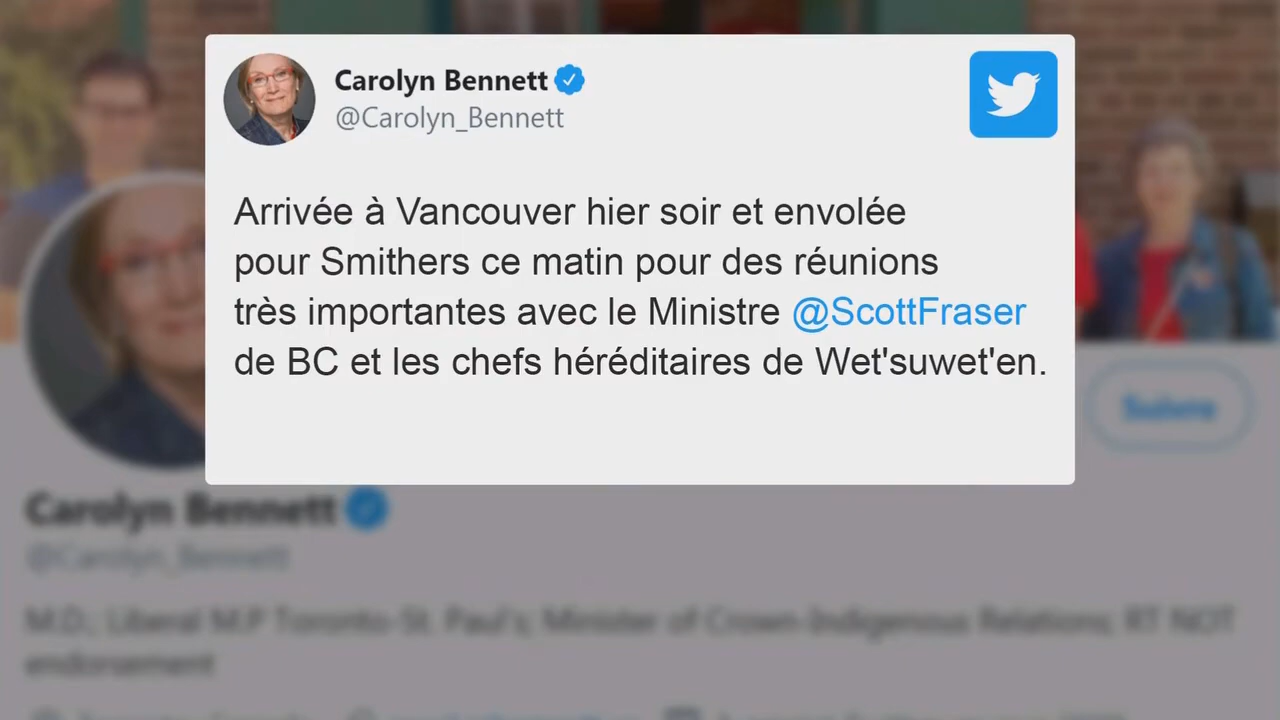 Carolyn Bennett
@Carolyn_Bennett
Arrivée à Vancouver hier soir et envolée
pour Smithers ce matin pour des réunions
très importantes avec le Ministre @ScottFraser
de BC et les chefs héréditaires de Wet'suwet'en.
Suivre
Carolyn Bennett
@Carolyn_Bennett
M.D.; Liberal M.P Toronto-St. Paul's; Minister of Crown-Indigenous Relations; RT NOT
endorsement